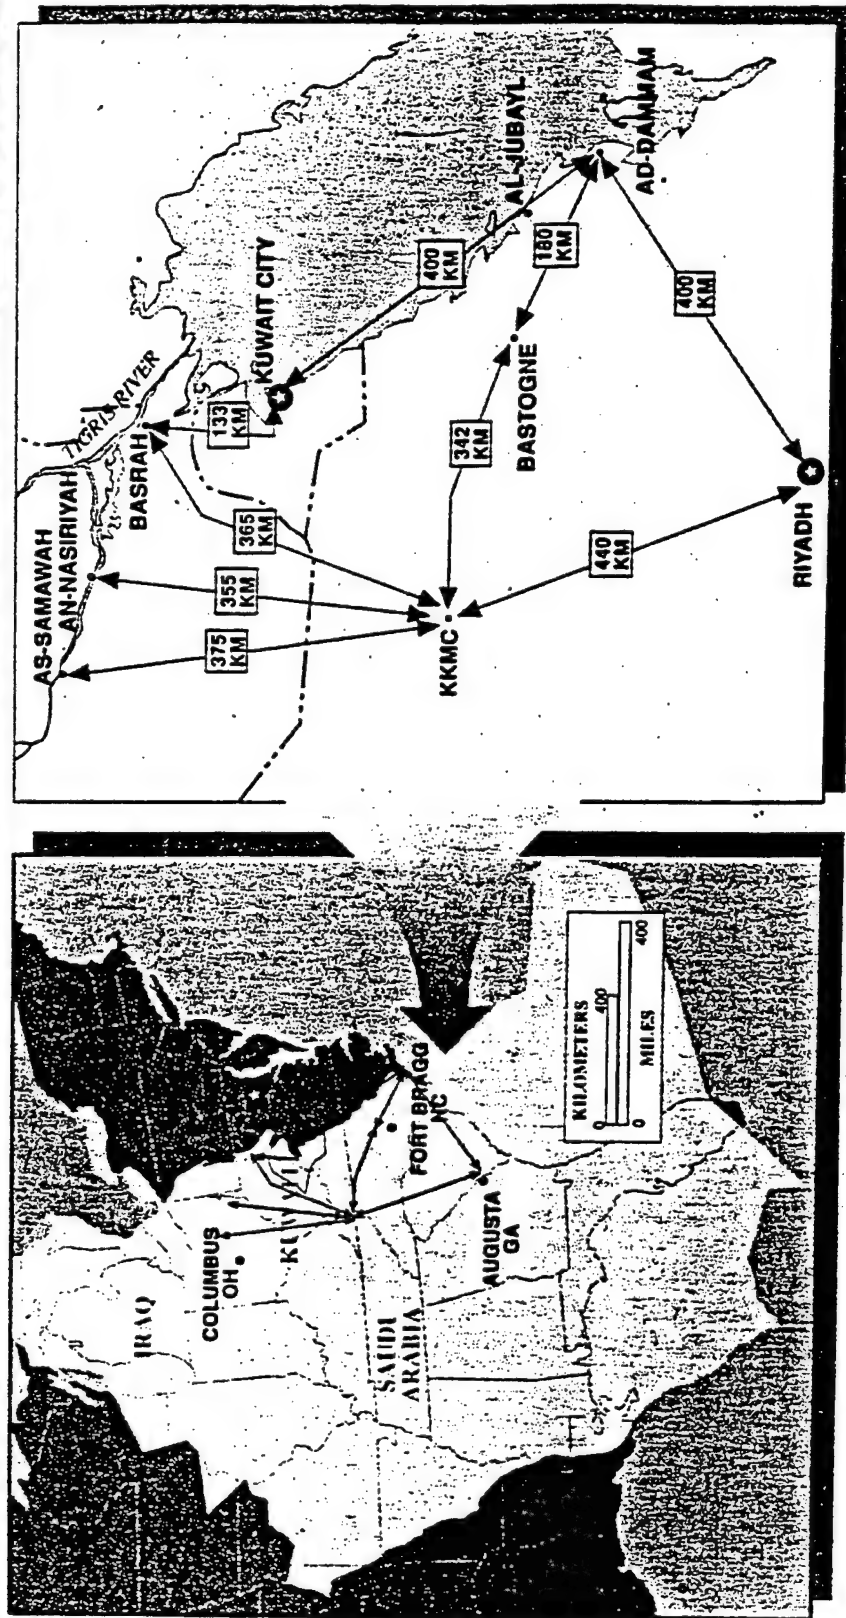 IRAQ
COLUMBUS
OH
KUWAIT
SAUDI
ARABIA
FORT BRAGG
NC
AUGUSTA
GA
KILOMETERS
0
400
0
400
MILES
AS-SAMAWAH
AN-NASIRIYAH
TIGRIS RIVER
BASRAH
KUWAIT CITY
133
KM
375
KM
355
KM
365
KM
400
KM
AL-JUBAYL
KKMC
342
KM
BASTOGNE
180
KM
AD-DAMMAM
440
KM
400
KM
RIYADH